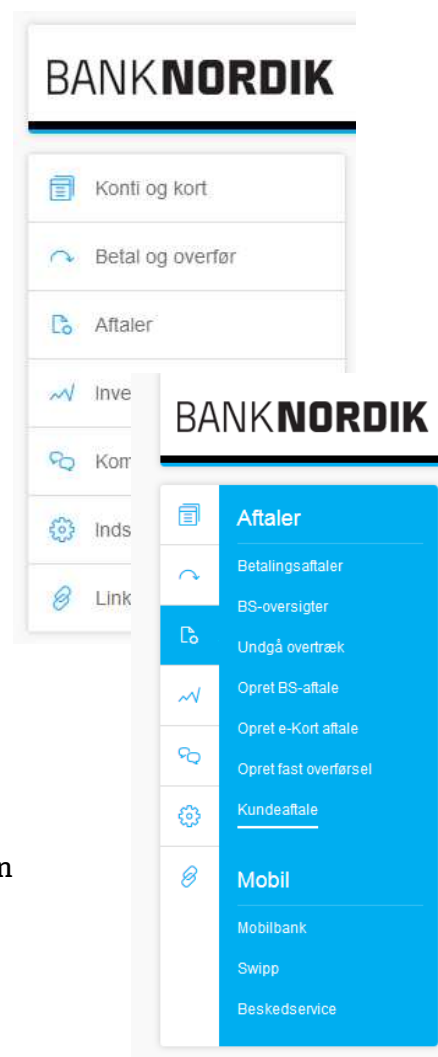 BANKNORDIK
Konti og kort
Betal og overfør
Aftaler
Inve
Kom
Inds
Link
BANKNORDIK
Aftaler
Betalingsaftaler
BS-oversigter
Undgå overtræk
Opret BS-aftale
Opret e-Kort aftale
Opret fast overførsel
Kundeaftale
n
Mobil
Mobilbank
Swipp
Beskedservice